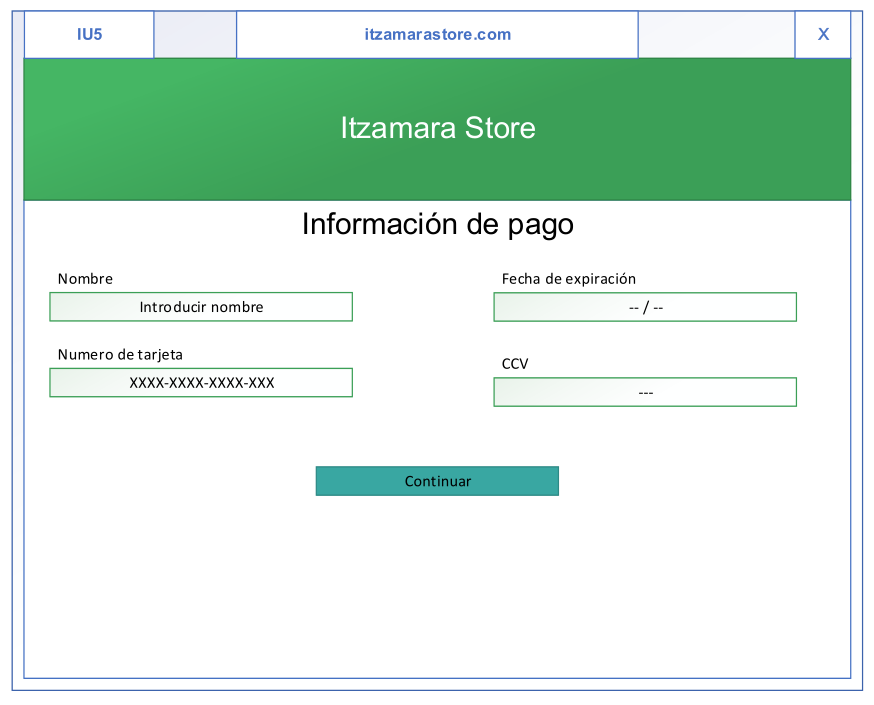 IU5
itzamarastore.com
X
Itzamara Store
Información de pago
Nombre
Introducir nombre
Numero de tarjeta
XXXX-XXXX-XXXX-XXX
Fecha de expiración
-- / --
CCV
---
Continuar